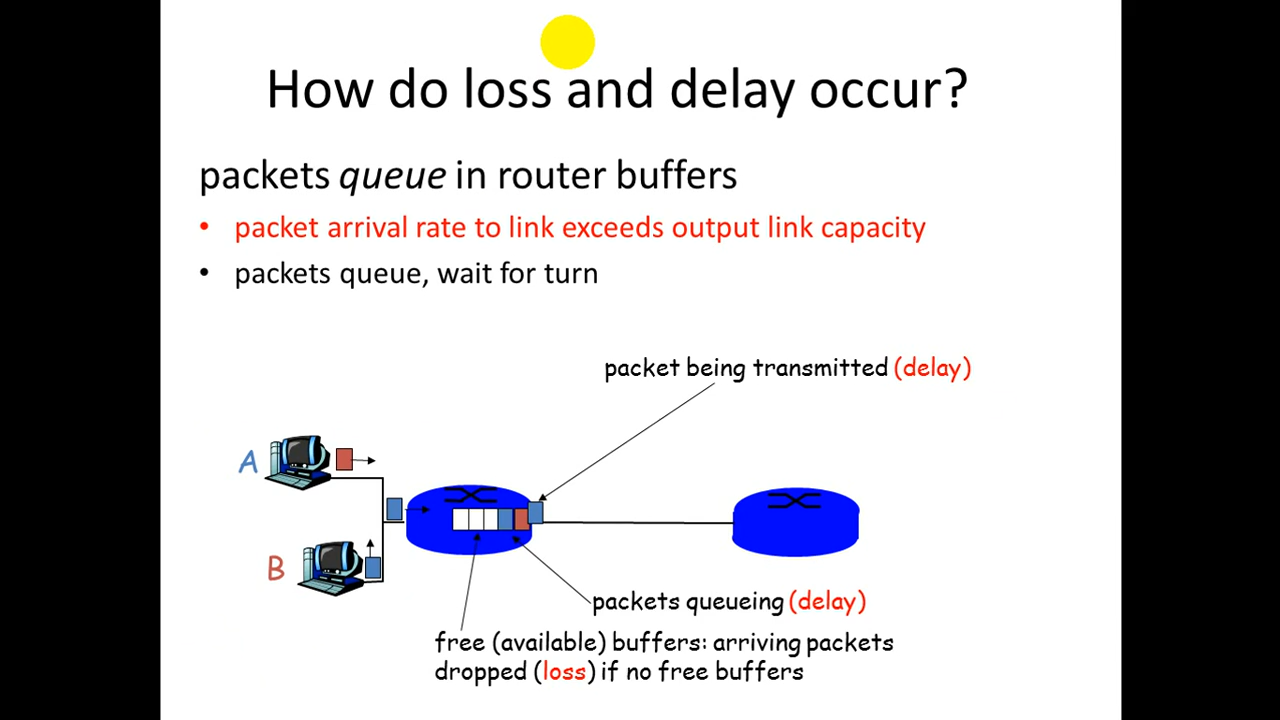 How do loss and delay occur?
packets queue in router buffers
• packet arrival rate to link exceeds output link capacity
• packets queue, wait for turn
packet being transmitted (delay)
A
B
packets queueing (delay)
free (available) buffers: arriving packets
dropped (loss) if no free buffers